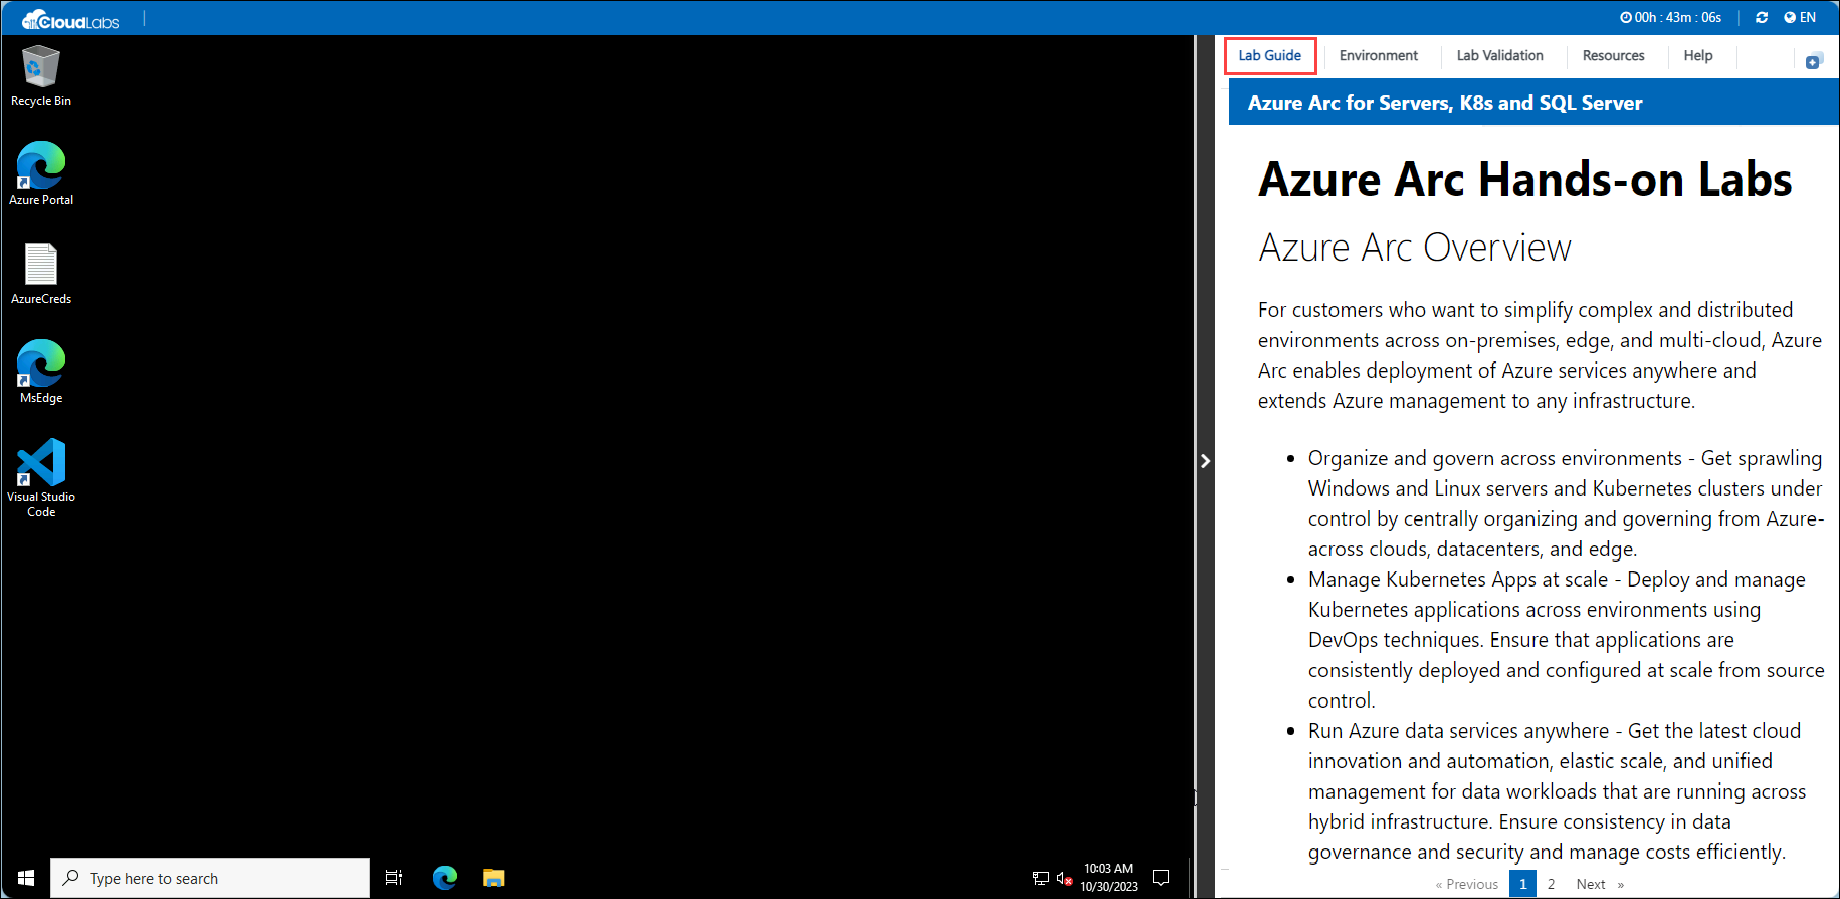 CloudLabs
00h : 43m : 06s
EN
Recycle Bin
Azure Portal
AzureCreds
MsEdge
Visual Studio
Code
Type here to search
10:03 AM
10/30/2023
Lab Guide
Environment
Lab Validation
Resources
Help
Azure Arc for Servers, K8s and SQL Server
Azure Arc Hands-on Labs
Azure Arc Overview
For customers who want to simplify complex and distributed
environments across on-premises, edge, and multi-cloud, Azure
Arc enables deployment of Azure services anywhere and
extends Azure management to any infrastructure.
• Organize and govern across environments - Get sprawling
Windows and Linux servers and Kubernetes clusters under
control by centrally organizing and governing from Azure-
across clouds, datacenters, and edge.
• Manage Kubernetes Apps at scale - Deploy and manage
Kubernetes applications across environments using
DevOps techniques. Ensure that applications are
consistently deployed and configured at scale from source
control.
• Run Azure data services anywhere - Get the latest cloud
innovation and automation, elastic scale, and unified
management for data workloads that are running across
hybrid infrastructure. Ensure consistency in data
governance and security and manage costs efficiently.
« Previous 1 2 Next »